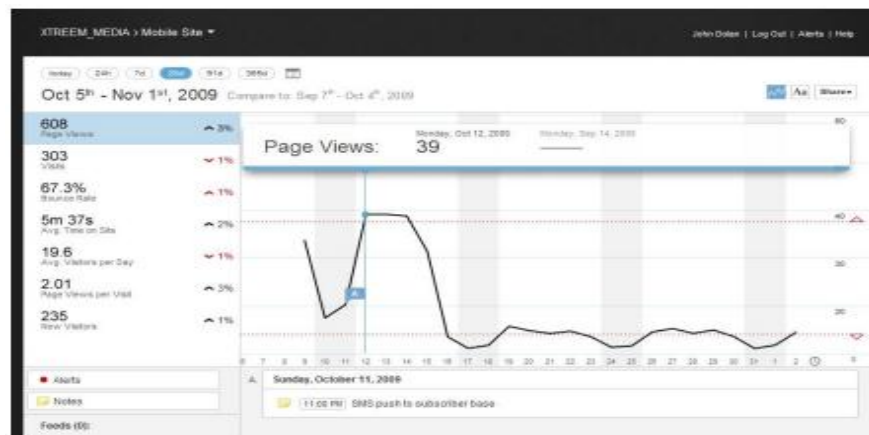 XTREEM_MEDIA > Mobile Site
John Dolan | Log Out | Alerts | Help
today 24h 7d 28d 91d 365d
Oct 5th - Nov 1st, 2009 Compare to: Sep 7th - Oct 4th, 2009
Aa Share
608 3%
Page Views
303 1%
Visits
67.3% 1%
Bounce Rate
5m 37s 2%
Avg. Time on Site
19.6 1%
Avg. Visitors per Day
2.01 3%
Page Views per Visit
235 1%
New Visitors
Monday, Oct 12, 2009 Monday, Sep 14, 2009
Page Views: 39
40
30
20
A
6 7 8 9 10 11 12 13 14 15 16 17 18 19 20 21 22 23 24 25 26 27 28 29 30 31 1 2
Alerts
Notes
Feeds (0):
A Sunday, October 11, 2009
11:00 PM SMS push to subscriber base